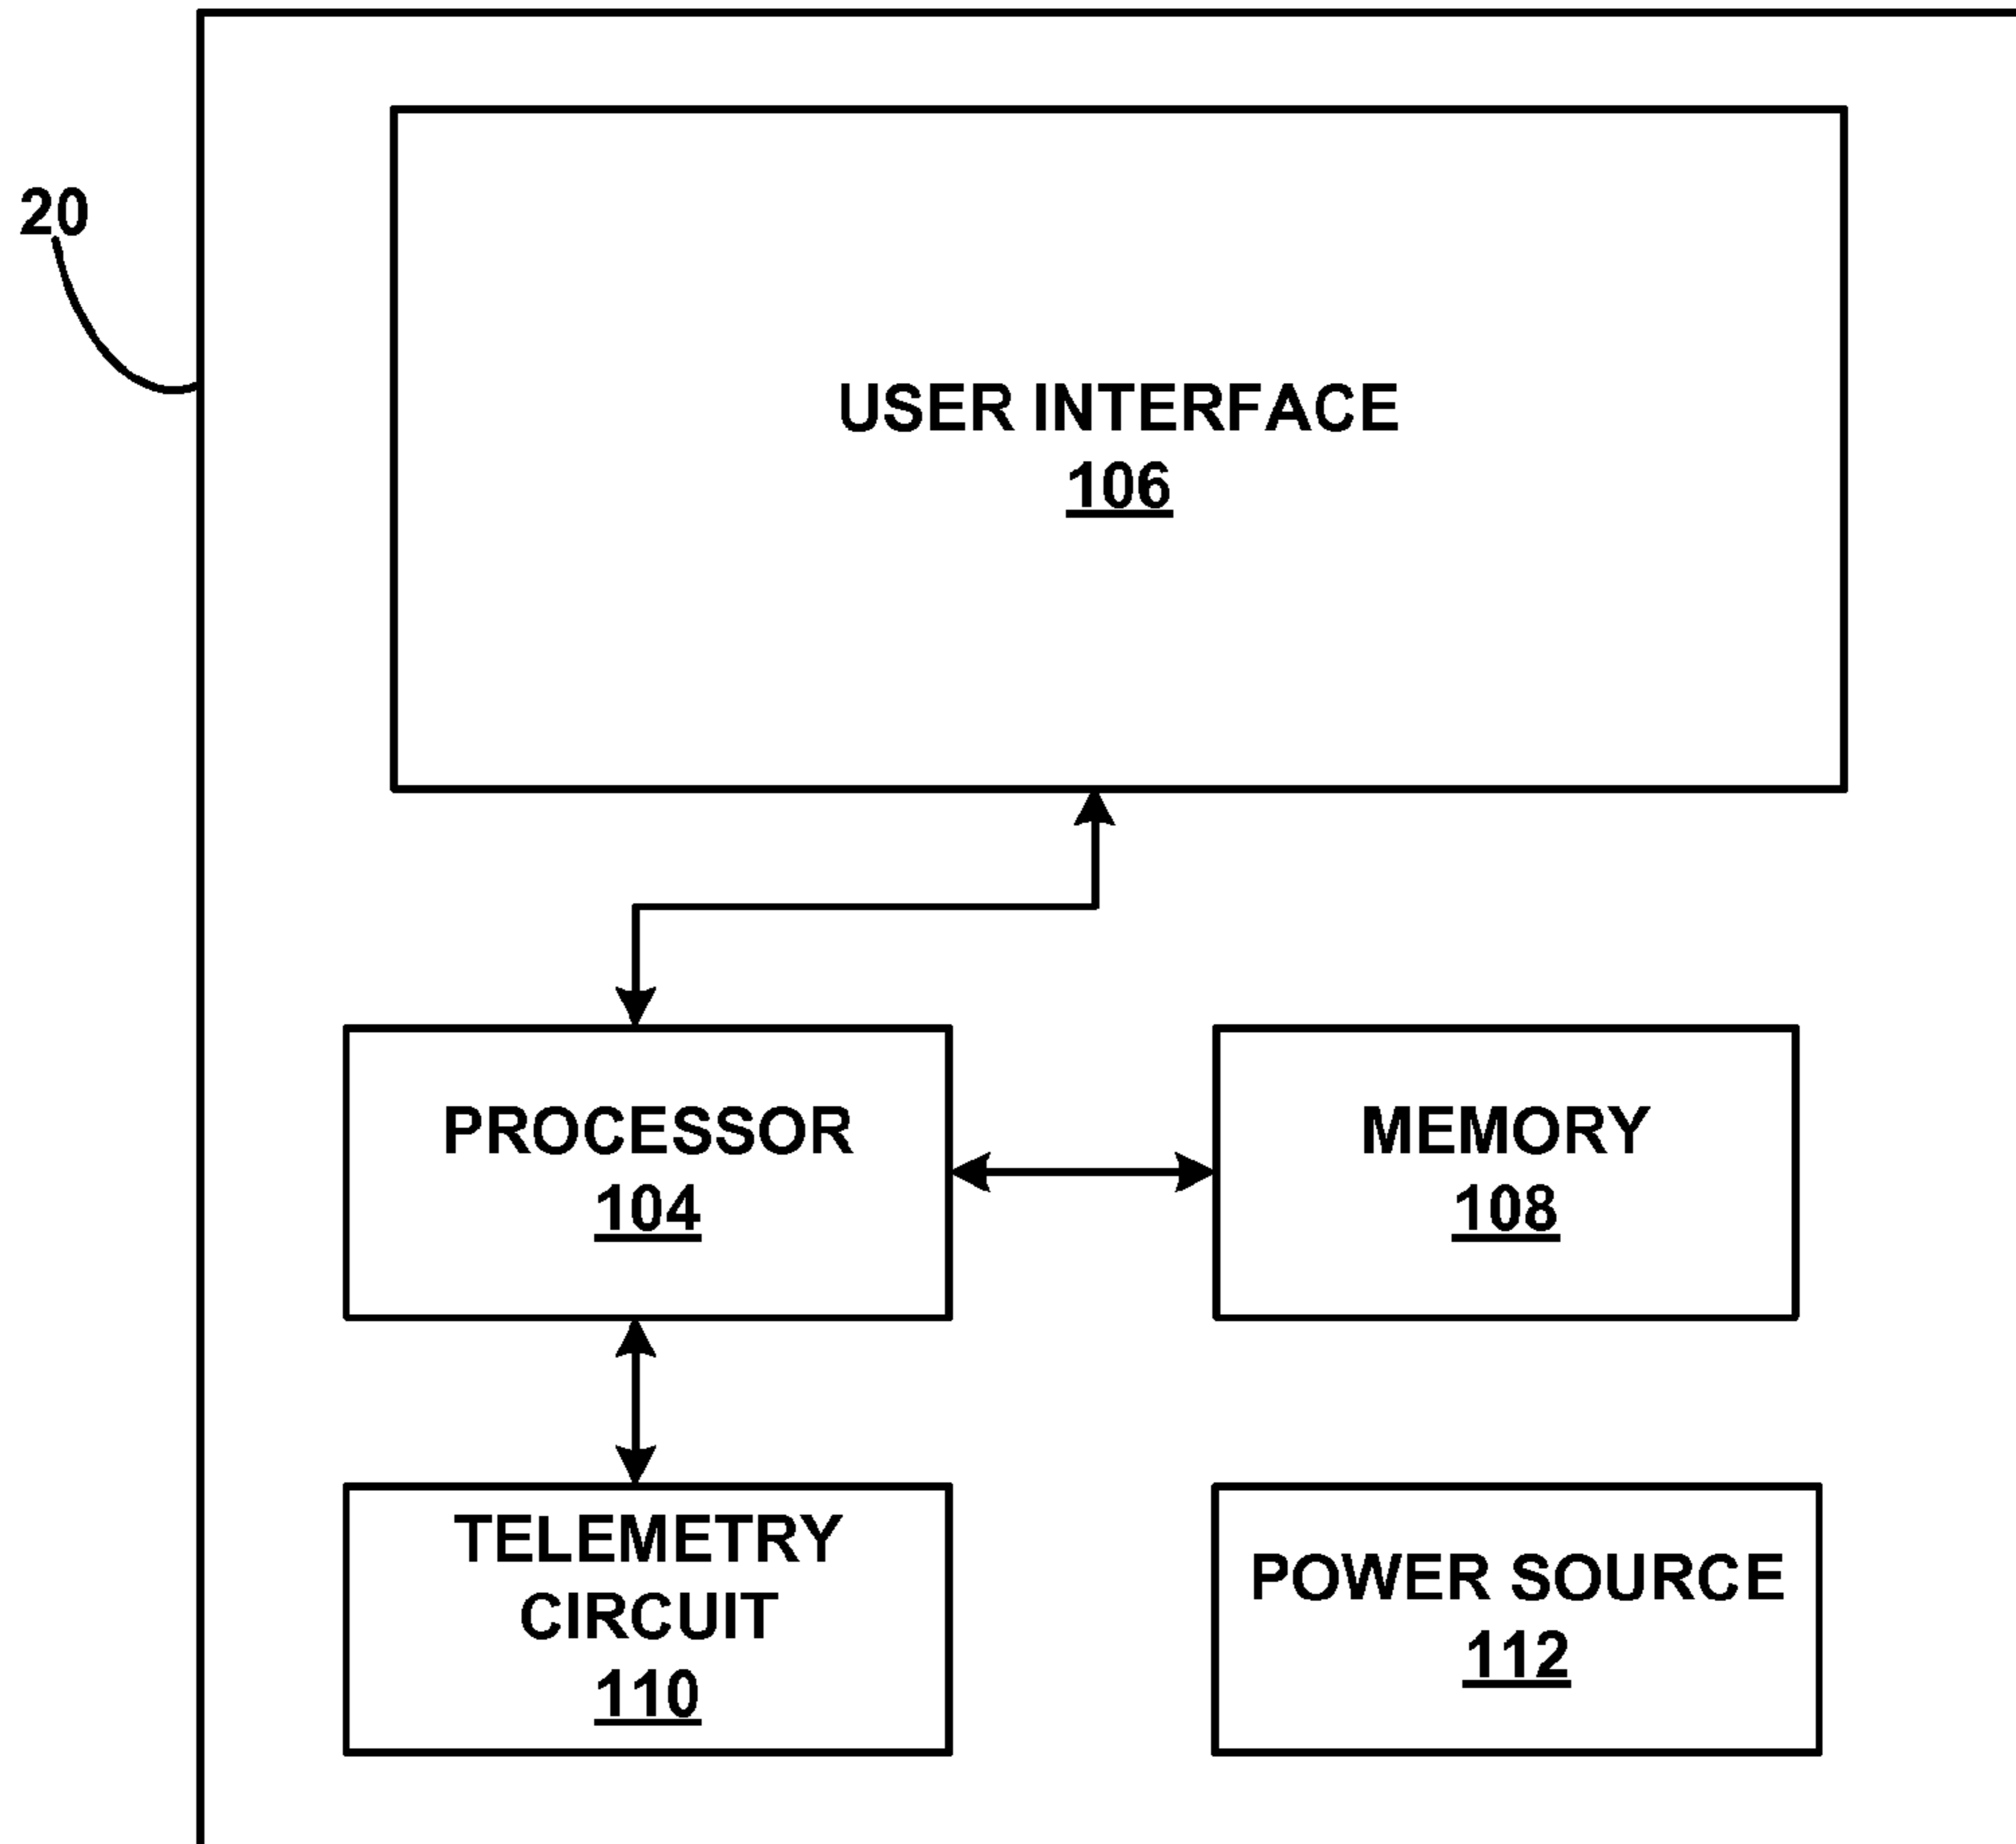 20
USER INTERFACE
106
PROCESSOR
104
MEMORY
108
TELEMETRY
CIRCUIT
110
POWER SOURCE
112